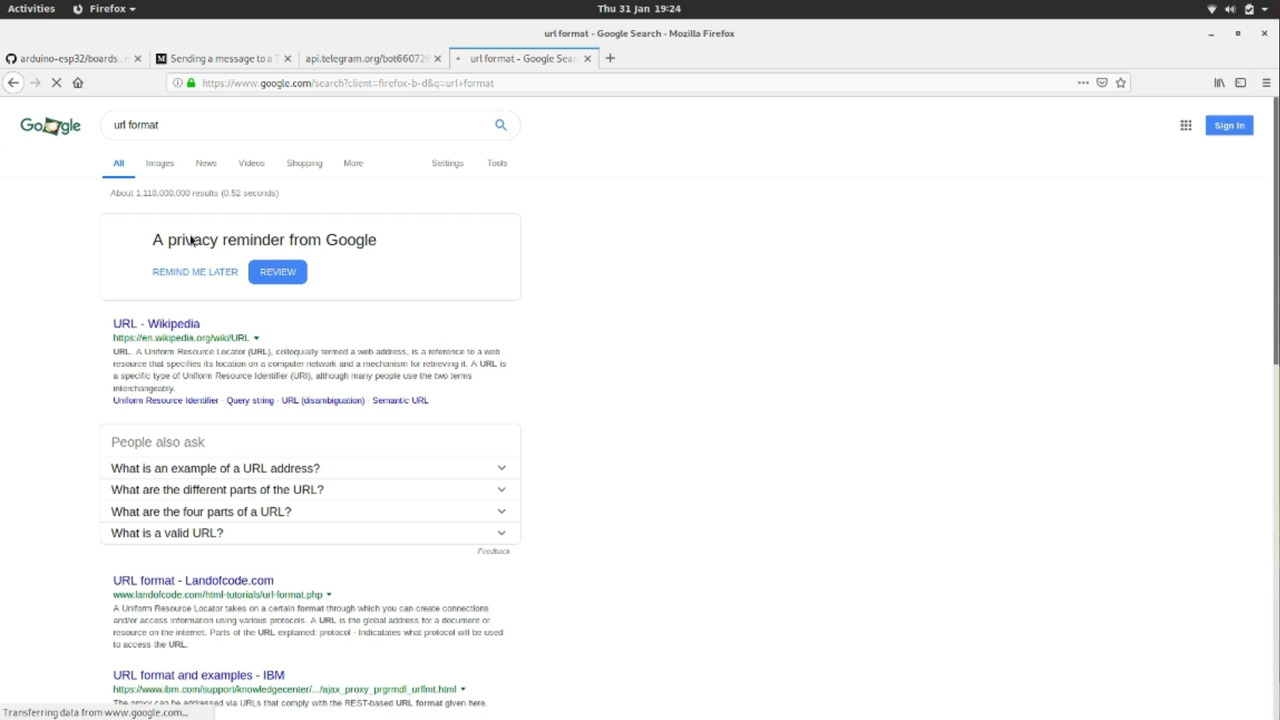 Activities Firefox Thu 31 Jan 19:24
url format - Google Search - Mozilla Firefox
arduino-esp32/boards. Sending a message to a T api.telegram.org/bot66072 url format - Google Sear
https://www.google.com/search?client=firefox-b-d&q=url+format
Google url format Sign in
All Images News Videos Shopping More Settings Tools
About 1,110,000,000 results (0.52 seconds)
A privacy reminder from Google
REMIND ME LATER REVIEW
URL - Wikipedia
https://en.wikipedia.org/wiki/URL
URL. A Uniform Resource Locator (URL), colloquially termed a web address, is a reference to a web
resource that specifies its location on a computer network and a mechanism for retrieving it. A URL is
a specific type of Uniform Resource Identifier (URI), although many people use the two terms
interchangeably.
Uniform Resource Identifier · Query string · URL (disambiguation) · Semantic URL
People also ask
What is an example of a URL address?
What are the different parts of the URL?
What are the four parts of a URL?
What is a valid URL?
Feedback
URL format - Landofcode.com
www.landofcode.com/html-tutorials/url-format.php
A Uniform Resource Locator takes on a certain format through which you can create connections
and/or access information using various protocols. A URL is the global address for a document or
resource on the internet. Parts of the URL explained: protocol - Indicatates what protocol will be used
to access the URL.
URL format and examples - IBM
https://www.ibm.com/support/knowledgecenter/.../ajax_proxy_prgrmdl_urlfmt.html
The proxy can be addressed via URLs that comply with the REST-based URL format given here.
Transferring data from www.google.com...